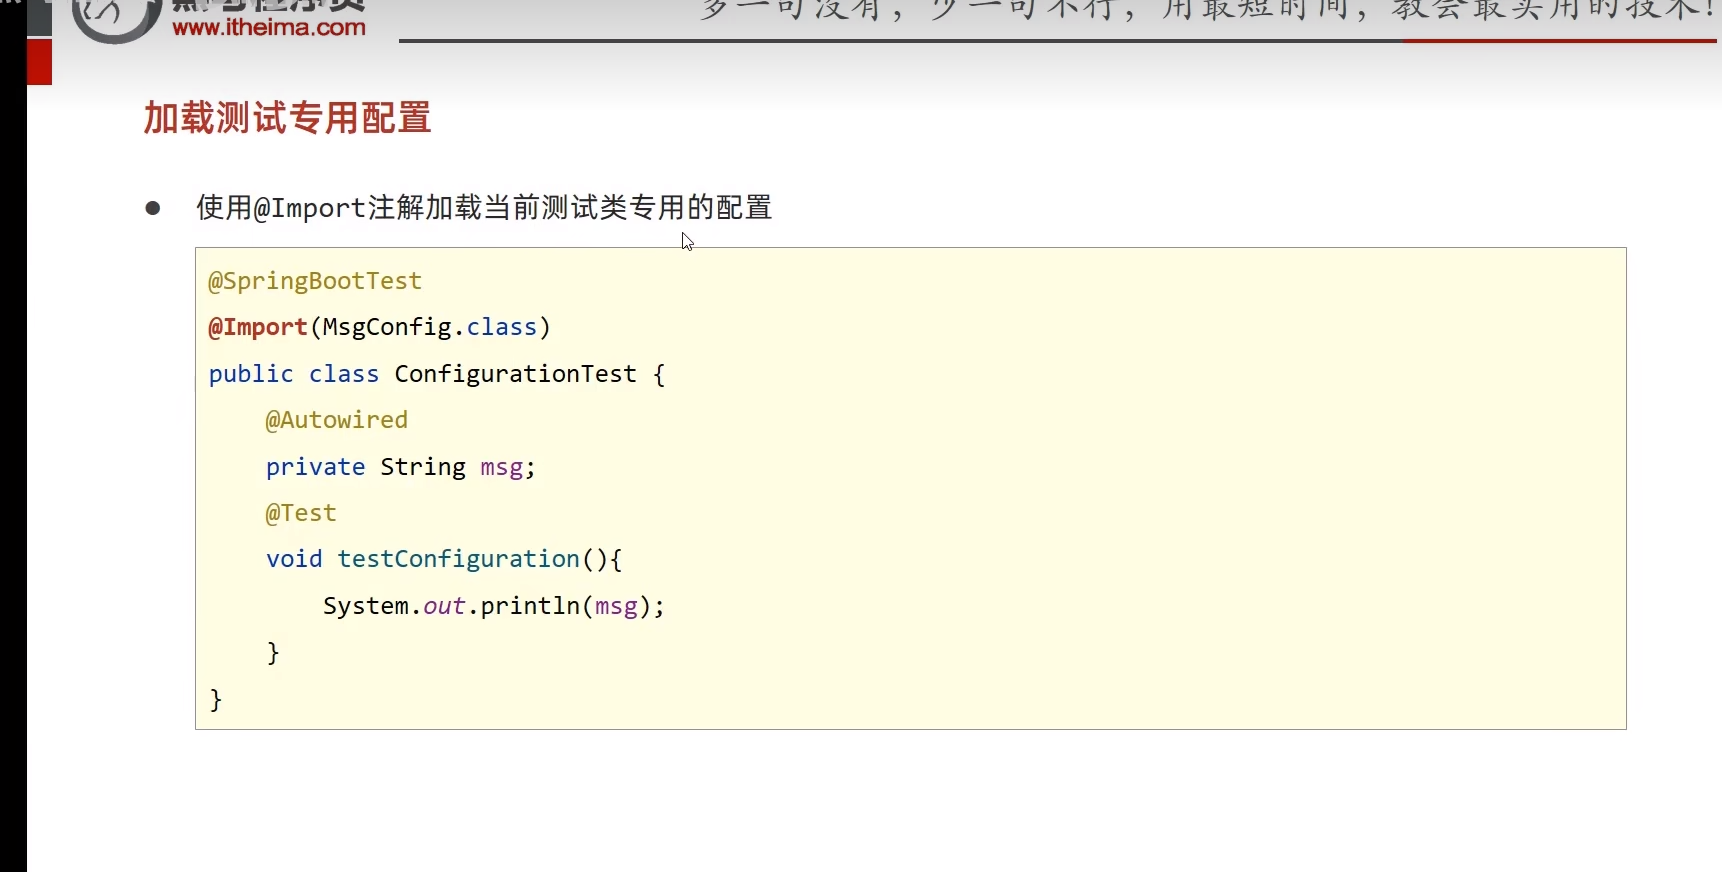 www.itheima.com
多一句没有，少一句不行，用最短时间，教会最实用的技术！
加载测试专用配置
● 使用@Import注解加载当前测试类专用的配置
@SpringBootTest
@Import(MsgConfig.class)
public class ConfigurationTest {
    @Autowired
    private String msg;
    @Test
    void testConfiguration(){
        System.out.println(msg);
    }
}